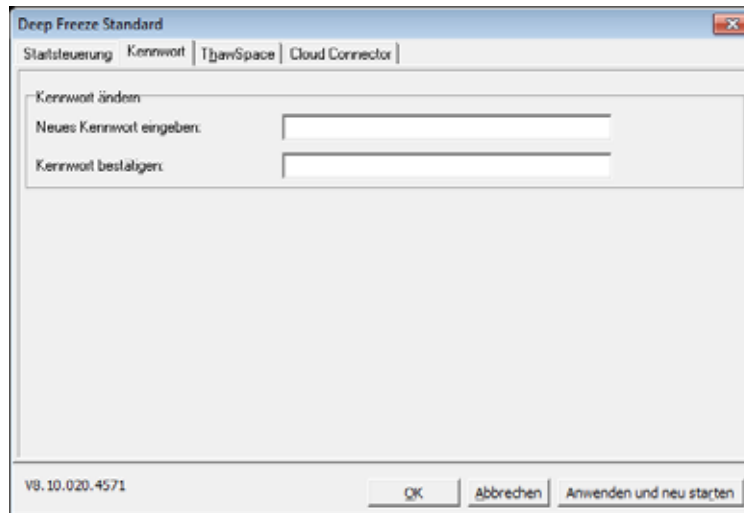 Deep Freeze Standard
Startsteuerung Kennwort ThawSpace Cloud Connector
Kennwort ändern
Neues Kennwort eingeben:
Kennwort bestätigen:
V8.10.020.4571
OK Abbrechen Anwenden und neu starten